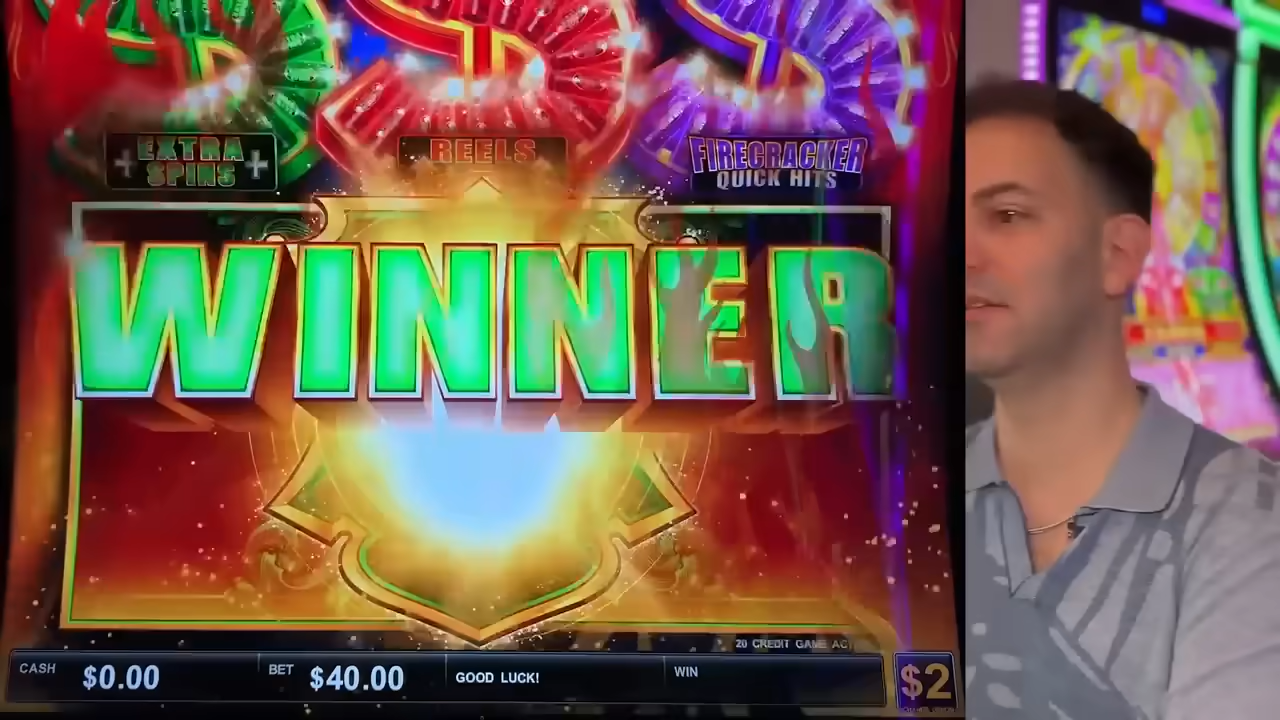 EXTRA SPINS
REELS
FIRECRACKER
QUICK HITS
WINNER
20 CREDIT GAME
CASH $0.00 BET $40.00 GOOD LUCK! WIN $2